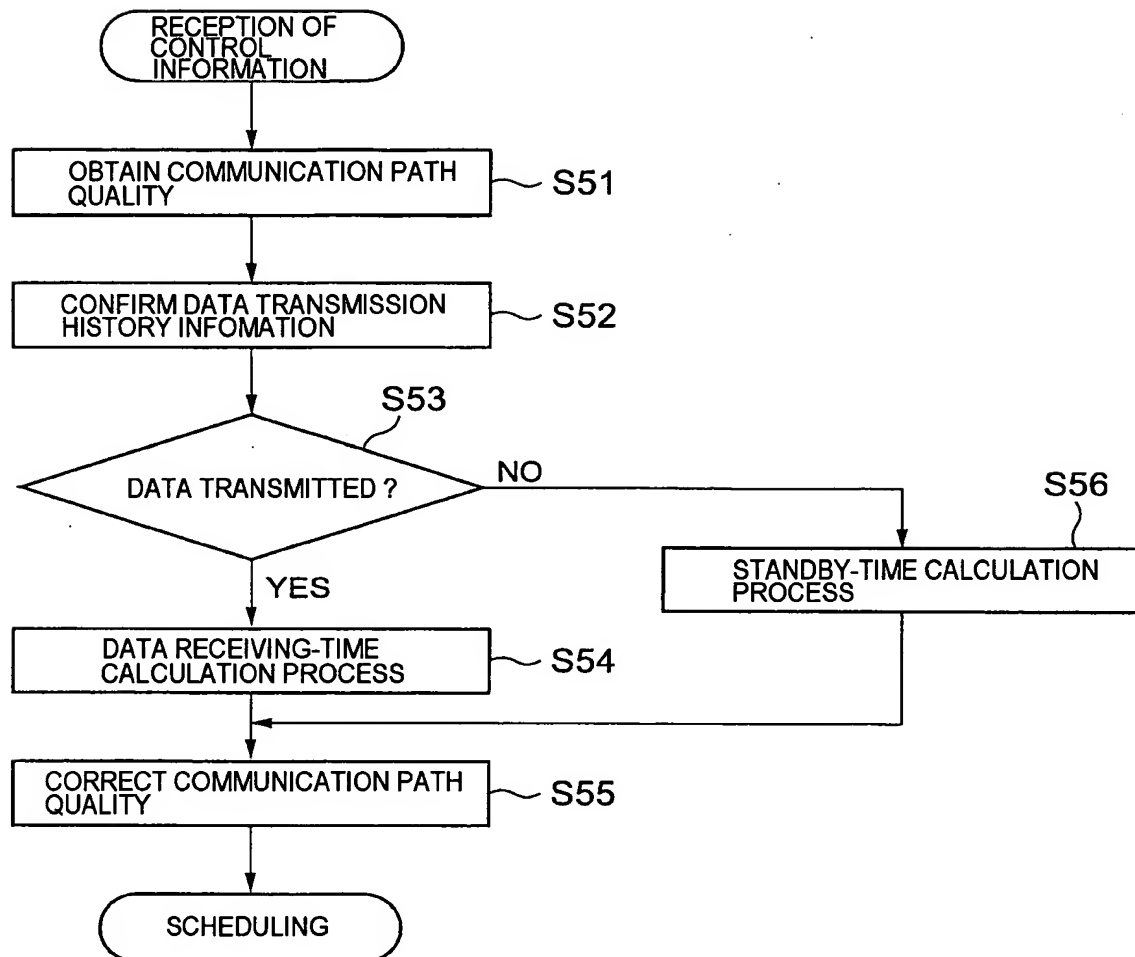 RECEPTION OF
CONTROL
INFORMATION
OBTAIN COMMUNICATION PATH
QUALITY
S51
CONFIRM DATA TRANSMISSION
HISTORY INFOMATION
S52
S53
DATA TRANSMITTED ?
NO
YES
S56
STANDBY-TIME CALCULATION
PROCESS
DATA RECEIVING-TIME
CALCULATION PROCESS
S54
CORRECT COMMUNICATION PATH
QUALITY
S55
SCHEDULING